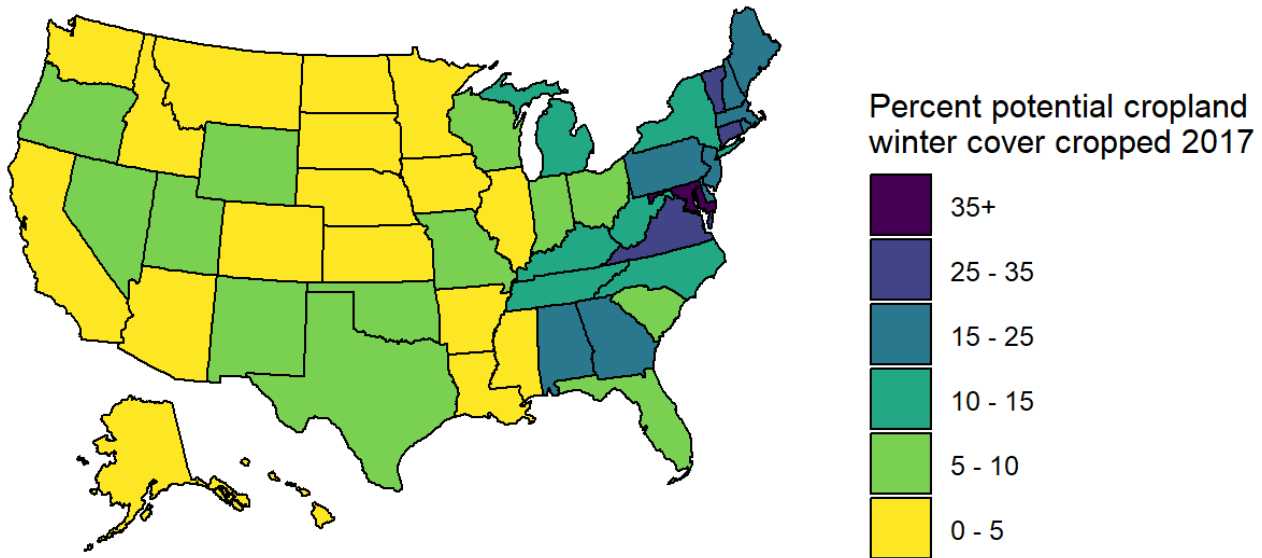 Percent potential cropland
winter cover cropped 2017
35+
25 - 35
15 - 25
10 - 15
5 - 10
0 - 5